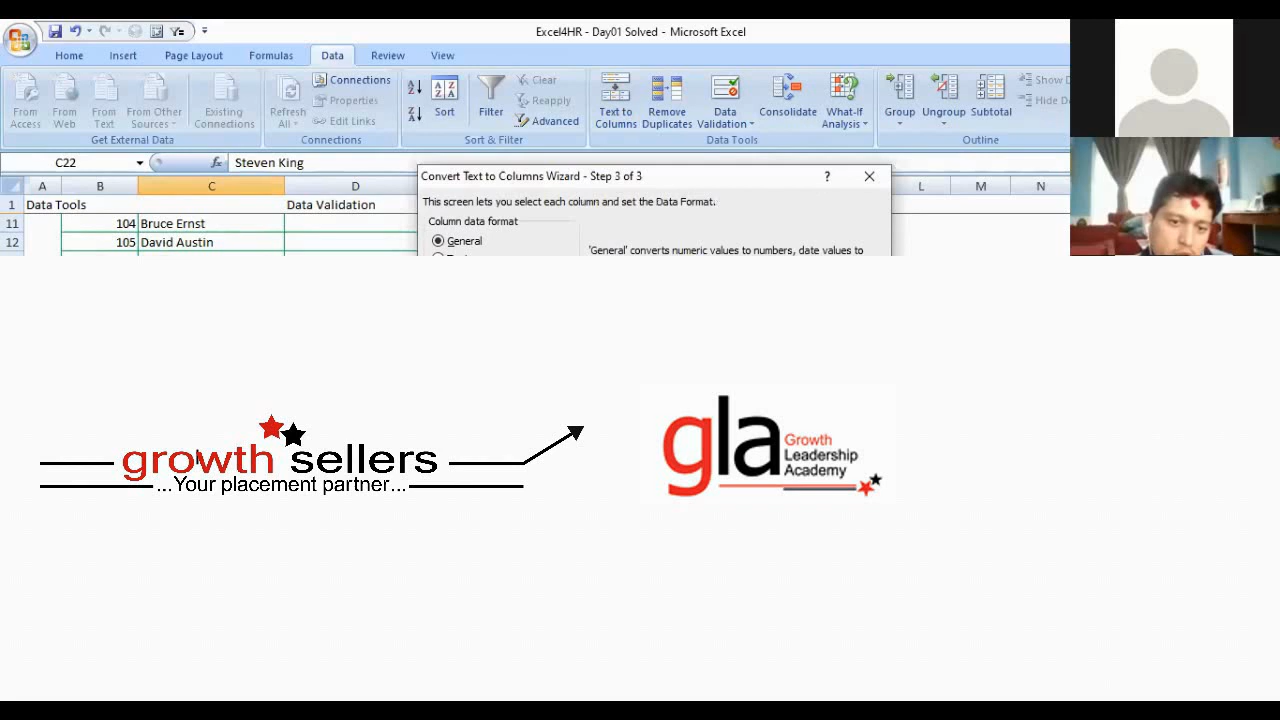 Excel4HR - Day01 Solved - Microsoft Excel
Home Insert Page Layout Formulas Data Review View
From Access From Web From Text From Other Sources Existing Connections
Refresh All Connections Properties Edit Links
Sort Filter Clear Reapply Advanced
Text to Columns Remove Duplicates Data Validation Consolidate What-If Analysis
Group Ungroup Subtotal Show D Hide De
Get External Data Connections Sort & Filter Data Tools Outline
C22 fx Steven King
A B C D L M N
1 Data Tools Data Validation
11 104 Bruce Ernst
12 105 David Austin
Convert Text to Columns Wizard - Step 3 of 3 ?
This screen lets you select each column and set the Data Format.
Column data format
General
'General' converts numeric values to numbers, date values to
growth sellers
...Your placement partner...
gla
Growth
Leadership
Academy